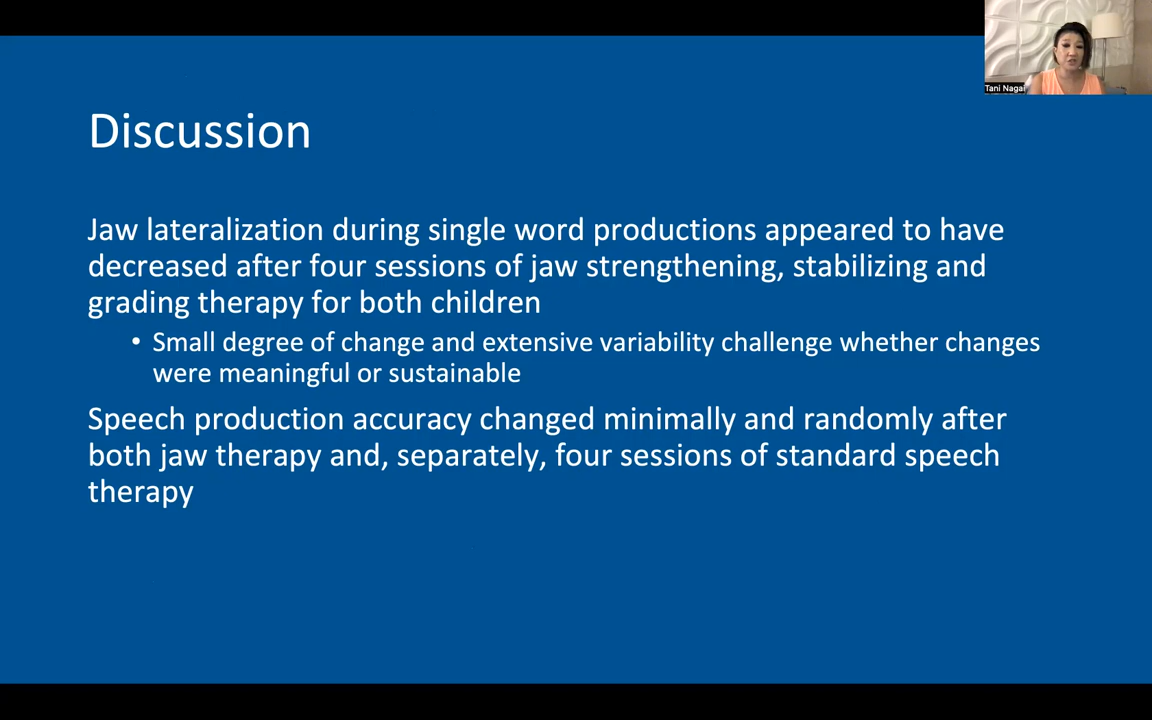 Tani Nagai
Discussion
Jaw lateralization during single word productions appeared to have
decreased after four sessions of jaw strengthening, stabilizing and
grading therapy for both children
• Small degree of change and extensive variability challenge whether changes
were meaningful or sustainable
Speech production accuracy changed minimally and randomly after
both jaw therapy and, separately, four sessions of standard speech
therapy